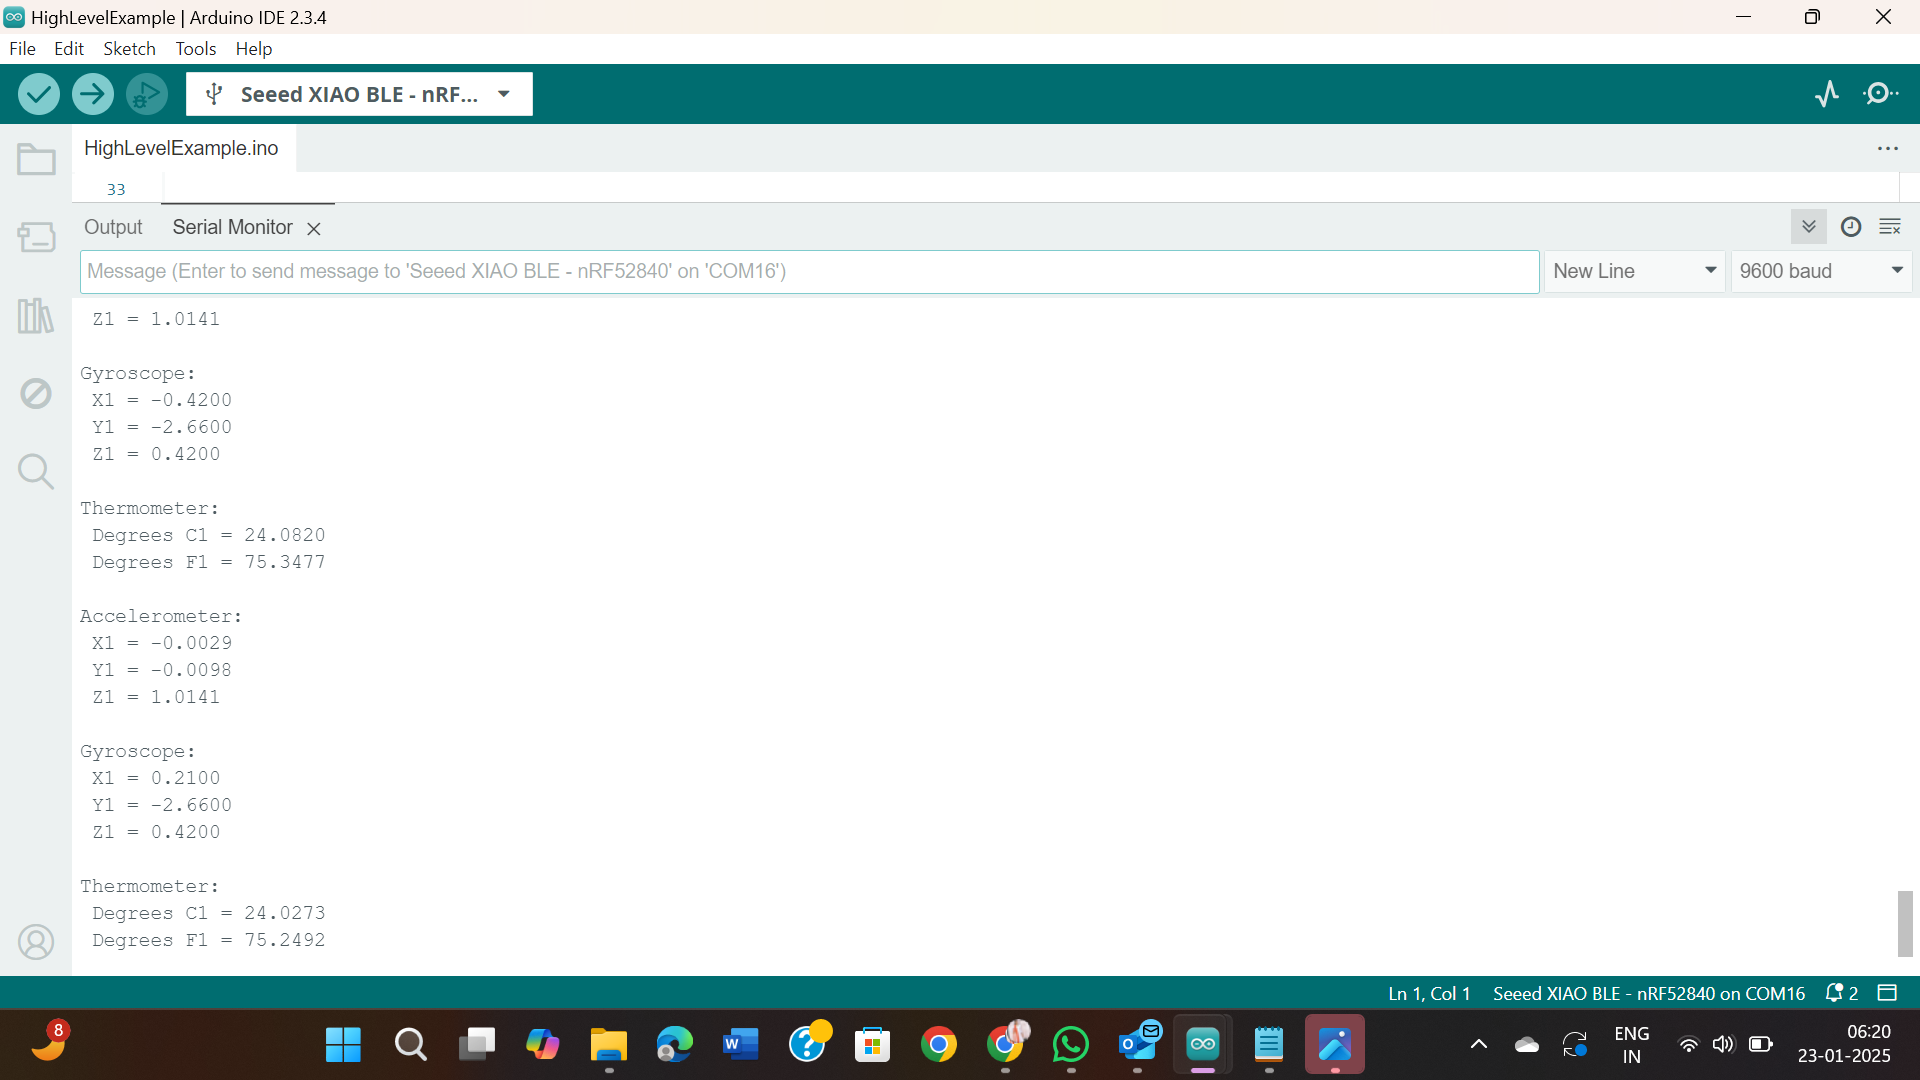 HighLevelExample | Arduino IDE 2.3.4
File Edit Sketch Tools Help
Seeed XIAO BLE - nRF...
HighLevelExample.ino
33
Output Serial Monitor
Message (Enter to send message to 'Seeed XIAO BLE - nRF52840' on 'COM16')
New Line
9600 baud
Z1 = 1.0141
Gyroscope:
X1 = -0.4200
Y1 = -2.6600
Z1 = 0.4200
Thermometer:
Degrees C1 = 24.0820
Degrees F1 = 75.3477
Accelerometer:
X1 = -0.0029
Y1 = -0.0098
Z1 = 1.0141
Gyroscope:
X1 = 0.2100
Y1 = -2.6600
Z1 = 0.4200
Thermometer:
Degrees C1 = 24.0273
Degrees F1 = 75.2492
Ln 1, Col 1 Seeed XIAO BLE - nRF52840 on COM16 2
8
ENG
IN
06:20
23-01-2025